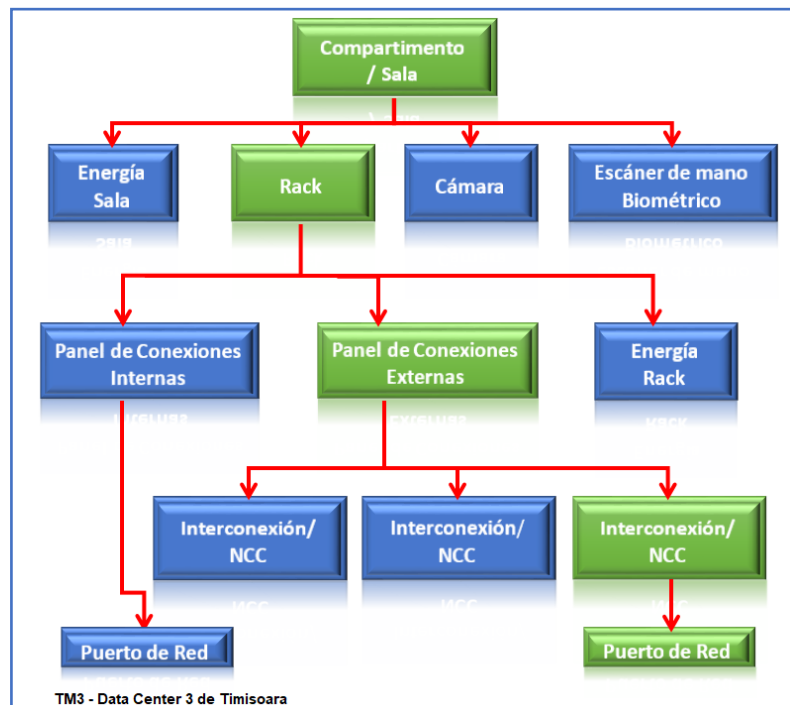 Compartimento
/ Sala
Energía
Sala
Rack
Cámara
Escáner de mano
Biométrico
Panel de Conexiones
Internas
Panel de Conexiones
Externas
Energía
Rack
Interconexión/
NCC
Interconexión/
NCC
Interconexión/
NCC
Puerto de Red
Puerto de Red
TM3 - Data Center 3 de Timisoara